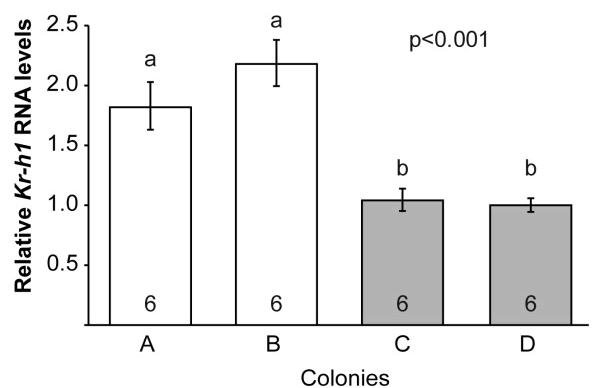 Relative Kr-h1 RNA levels
2.5
2.0
1.5
1.0
0.5
p<0.001
a
a
b
b
6
6
6
6
A
B
C
D
Colonies